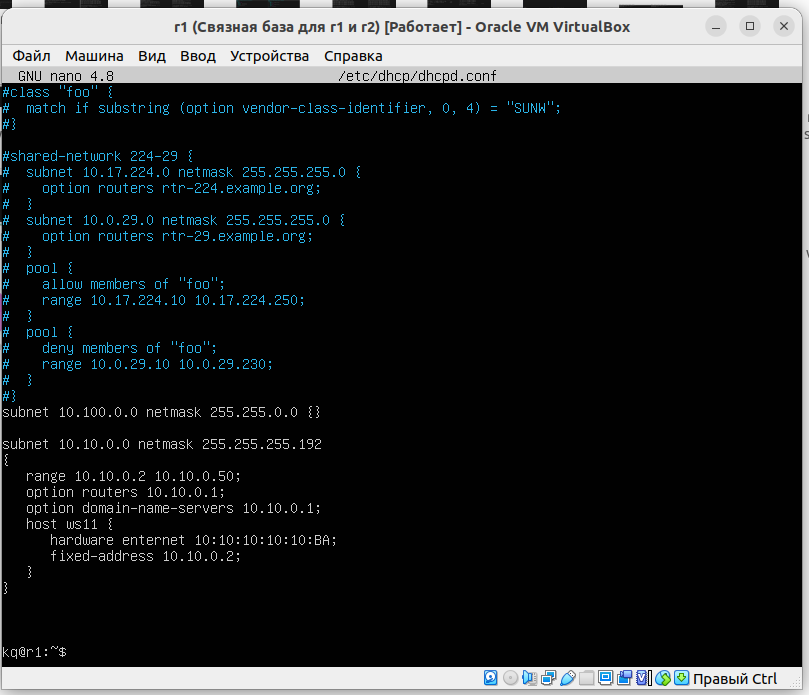 r1 (Связная база для r1 и r2) [Работает] - Oracle VM VirtualBox
Файл Машина Вид Ввод Устройства Справка
GNU nano 4.8 /etc/dhcp/dhcpd.conf
#class "foo" {
#  match if substring (option vendor-class-identifier, 0, 4) = "SUNW";
#}
#shared-network 224-29 {
#  subnet 10.17.224.0 netmask 255.255.255.0 {
#    option routers rtr-224.example.org;
#  }
#  subnet 10.0.29.0 netmask 255.255.255.0 {
#    option routers rtr-29.example.org;
#  }
#  pool {
#    allow members of "foo";
#    range 10.17.224.10 10.17.224.250;
#  }
#  pool {
#    deny members of "foo";
#    range 10.0.29.10 10.0.29.230;
#  }
#}
subnet 10.100.0.0 netmask 255.255.0.0 {}
subnet 10.10.0.0 netmask 255.255.255.192
{
   range 10.10.0.2 10.10.0.50;
   option routers 10.10.0.1;
   option domain-name-servers 10.10.0.1;
   host ws11 {
      hardware enternet 10:10:10:10:10:BA;
      fixed-address 10.10.0.2;
   }
}
kq@r1:~$
Правый Ctrl